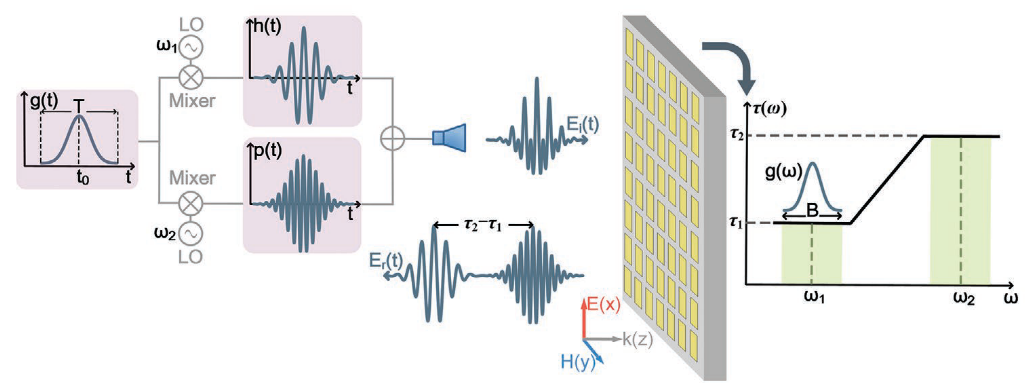 LO
ω₁
Mixer
h(t)
t
g(t)
T
t₀
t
Mixer
ω₂
LO
p(t)
t
Eᵢ(t)
τ₂−τ₁
Eᵣ(t)
E(x)
k(z)
H(y)
τ(ω)
τ₂
g(ω)
B
τ₁
ω₁
ω₂
ω